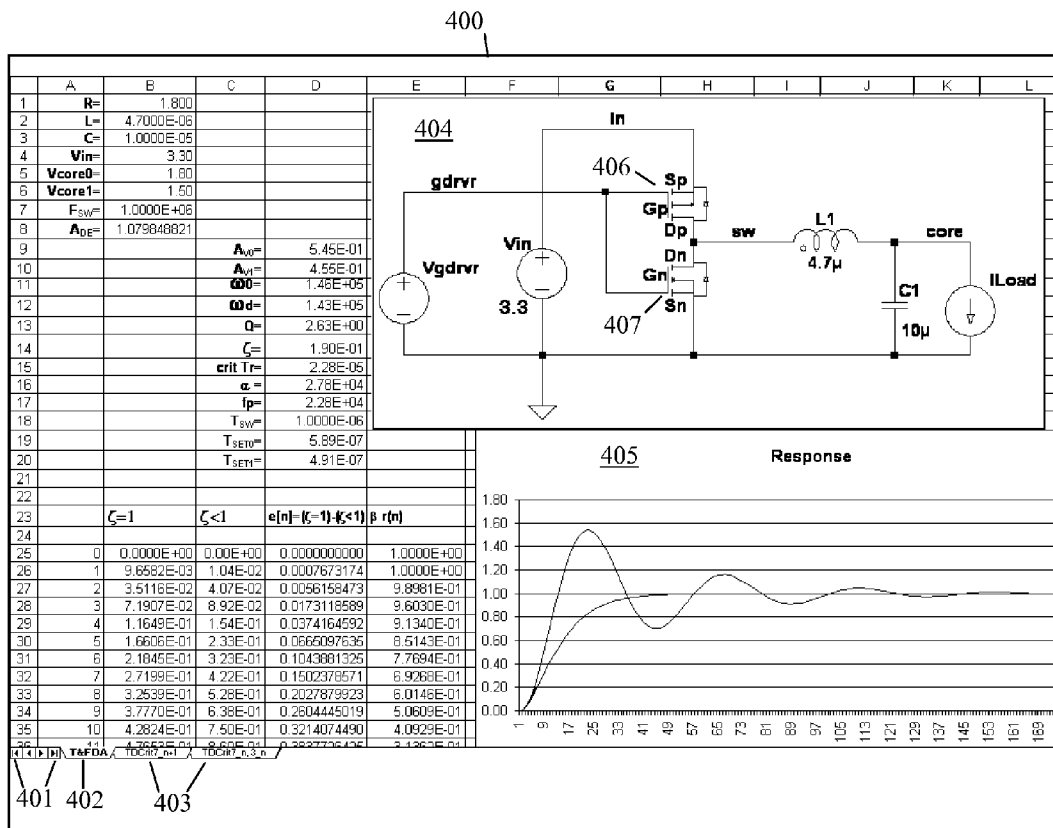 400
A B C D E F G H I J K L
1 R= 1.800
2 L= 4.7000E-06
3 C= 1.0000E-05
4 Vin= 3.30
5 Vcore0= 1.80
6 Vcore1= 1.50
7 FSW= 1.0000E+06
8 ADE= 1.079848821
9 AV0= 5.45E-01
10 AV1= 4.55E-01
11 ω0= 1.46E+05
12 ωd= 1.43E+05
13 Q= 2.63E+00
14 ζ= 1.90E-01
15 crit Tr= 2.28E-05
16 α = 2.78E+04
17 fp= 2.28E+04
18 TSW= 1.0000E-06
19 TSET0= 5.89E-07
20 TSET1= 4.91E-07
21
22
23 ζ=1 ζ<1 e[n]=(ζ=1)-(ζ<1) β r(n)
24
25 0 0.0000E+00 0.00E+00 0.0000000000 1.0000E+00
26 1 9.6582E-03 1.04E-02 0.0007673174 1.0000E+00
27 2 3.5116E-02 4.07E-02 0.0056158473 9.8981E-01
28 3 7.1907E-02 8.92E-02 0.0173118589 9.6030E-01
29 4 1.1649E-01 1.54E-01 0.0374164592 9.1340E-01
30 5 1.6606E-01 2.33E-01 0.0665097635 8.5143E-01
31 6 2.1845E-01 3.23E-01 0.1043881325 7.7694E-01
32 7 2.7199E-01 4.22E-01 0.1502378571 6.9268E-01
33 8 3.2539E-01 5.28E-01 0.2027879923 6.0146E-01
34 9 3.7770E-01 6.38E-01 0.2604445019 5.0609E-01
35 10 4.2824E-01 7.50E-01 0.3214074490 4.0929E-01
T&FDA TDCrit7_n+1 TDCrit7_n,3_n
401 402 403
404
In
406
gdrvr
Sp
Gp
Dp
sw
L1
4.7µ
core
Vin
3.3
Vgdrvr
Dn
Gn
Sn
407
C1
10µ
ILoad
405 Response
1.80
1.60
1.40
1.20
1.00
0.80
0.60
0.40
0.20
0.00
1 9 17 25 33 41 49 57 65 73 81 89 97 105 113 121 129 137 145 153 161 169